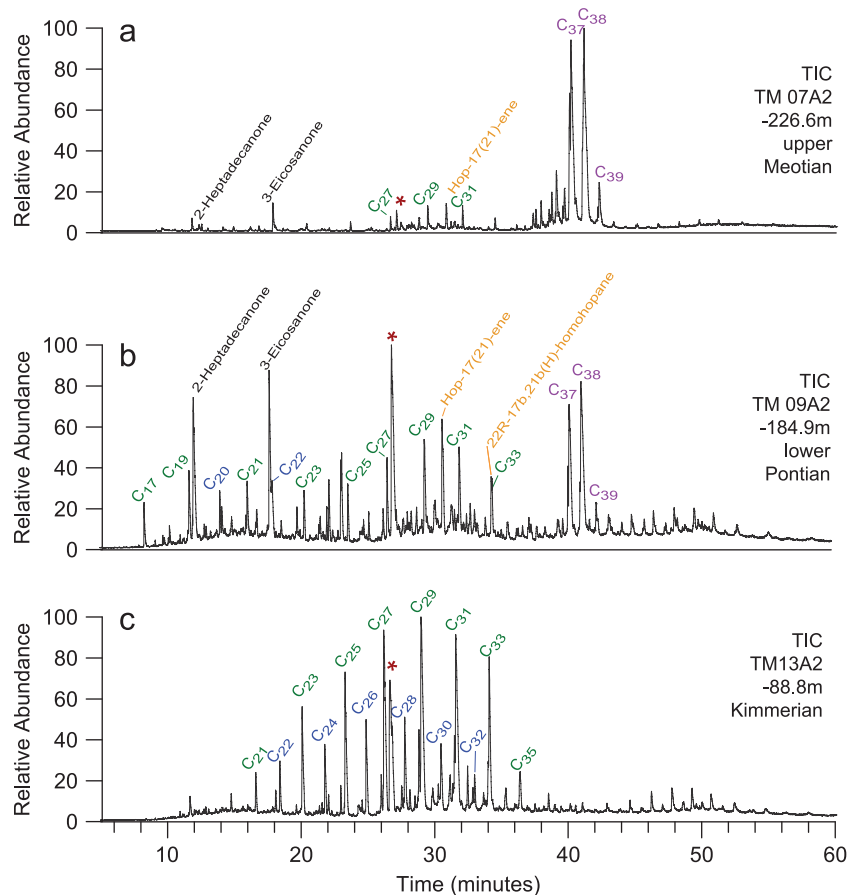 a
Relative Abundance
100
80
60
40
20
0
2-Heptadecanone
3-Eicosanone
C27
*
C29
Hop-17(21)-ene
C31
C37
C38
C39
TIC
TM 07A2
-226.6m
upper
Meotian
b
Relative Abundance
100
80
60
40
20
0
C17
C19
2-Heptadecanone
C20
C21
3-Eicosanone
C22
C23
C25
C27
*
C29
Hop-17(21)-ene
C31
22R-17b,21b(H)-homohopane
C33
C37
C38
C39
TIC
TM 09A2
-184.9m
lower
Pontian
c
Relative Abundance
100
80
60
40
20
0
C21
C22
C23
C24
C25
C26
C27
*
C28
C29
C30
C31
C32
C33
C35
TIC
TM13A2
-88.8m
Kimmerian
10
20
30
40
50
60
Time (minutes)